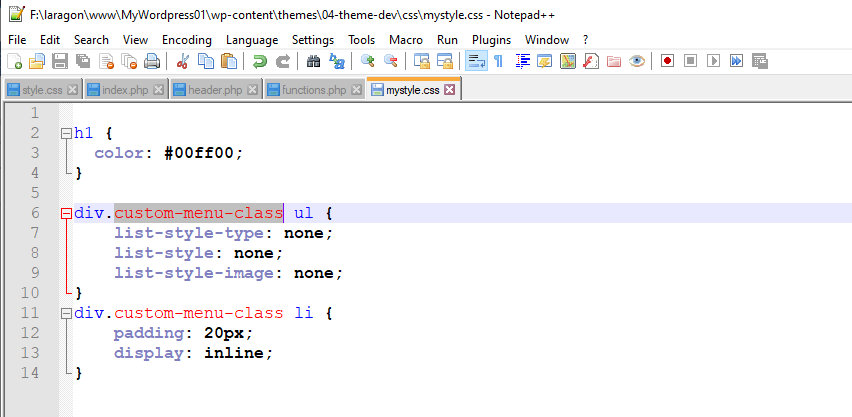 F:\laragon\www\MyWordpress01\wp-content\themes\04-theme-dev\css\mystyle.css - Notepad++
File Edit Search View Encoding Language Settings Tools Macro Run Plugins Window ?
style.css index.php header.php functions.php mystyle.css
1
2 h1 {
3 color: #00ff00;
4 }
5
6 div.custom-menu-class ul {
7 list-style-type: none;
8 list-style: none;
9 list-style-image: none;
10 }
11 div.custom-menu-class li {
12 padding: 20px;
13 display: inline;
14 }